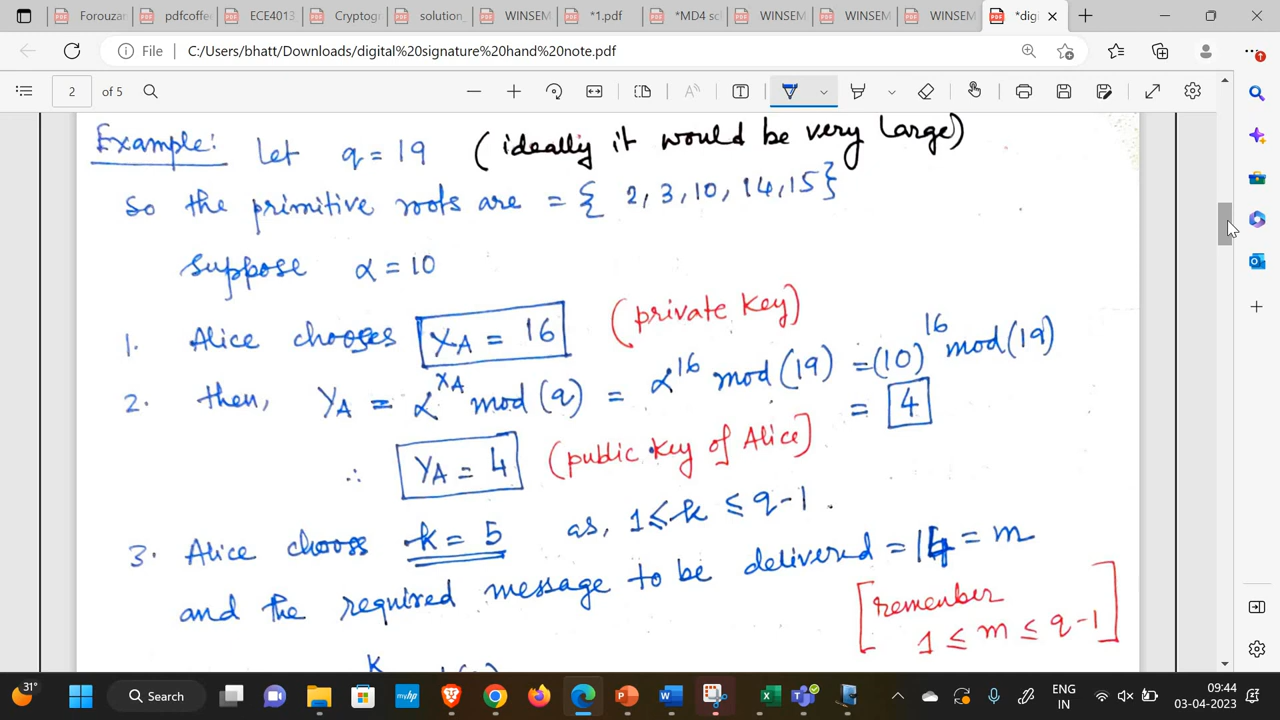 Forouzan
pdfcoffee
ECE4013
Cryptog
solution_
WINSEM
*1.pdf
*MD4 sc
WINSEM
WINSEM
WINSEM
*digi
File
C:/Users/bhatt/Downloads/digital%20signature%20hand%20note.pdf
2 of 5
Example: Let q = 19 (ideally it would be very large)
So the primitive roots are = { 2, 3, 10, 14, 15}
suppose α = 10
1. Alice chooses X_A = 16 (private key)
2. then, Y_A = α^X_A mod (q) = α^16 mod (19) = (10)^16 mod (19)
= 4
∴ Y_A = 4 (public key of Alice)
3. Alice chooss k = 5 as, 1 ≤ k ≤ q-1.
and the required message to be delivered = 14 = m
[remember
1 ≤ m ≤ q-1]
31°
Search
ENG
IN
09:44
03-04-2023